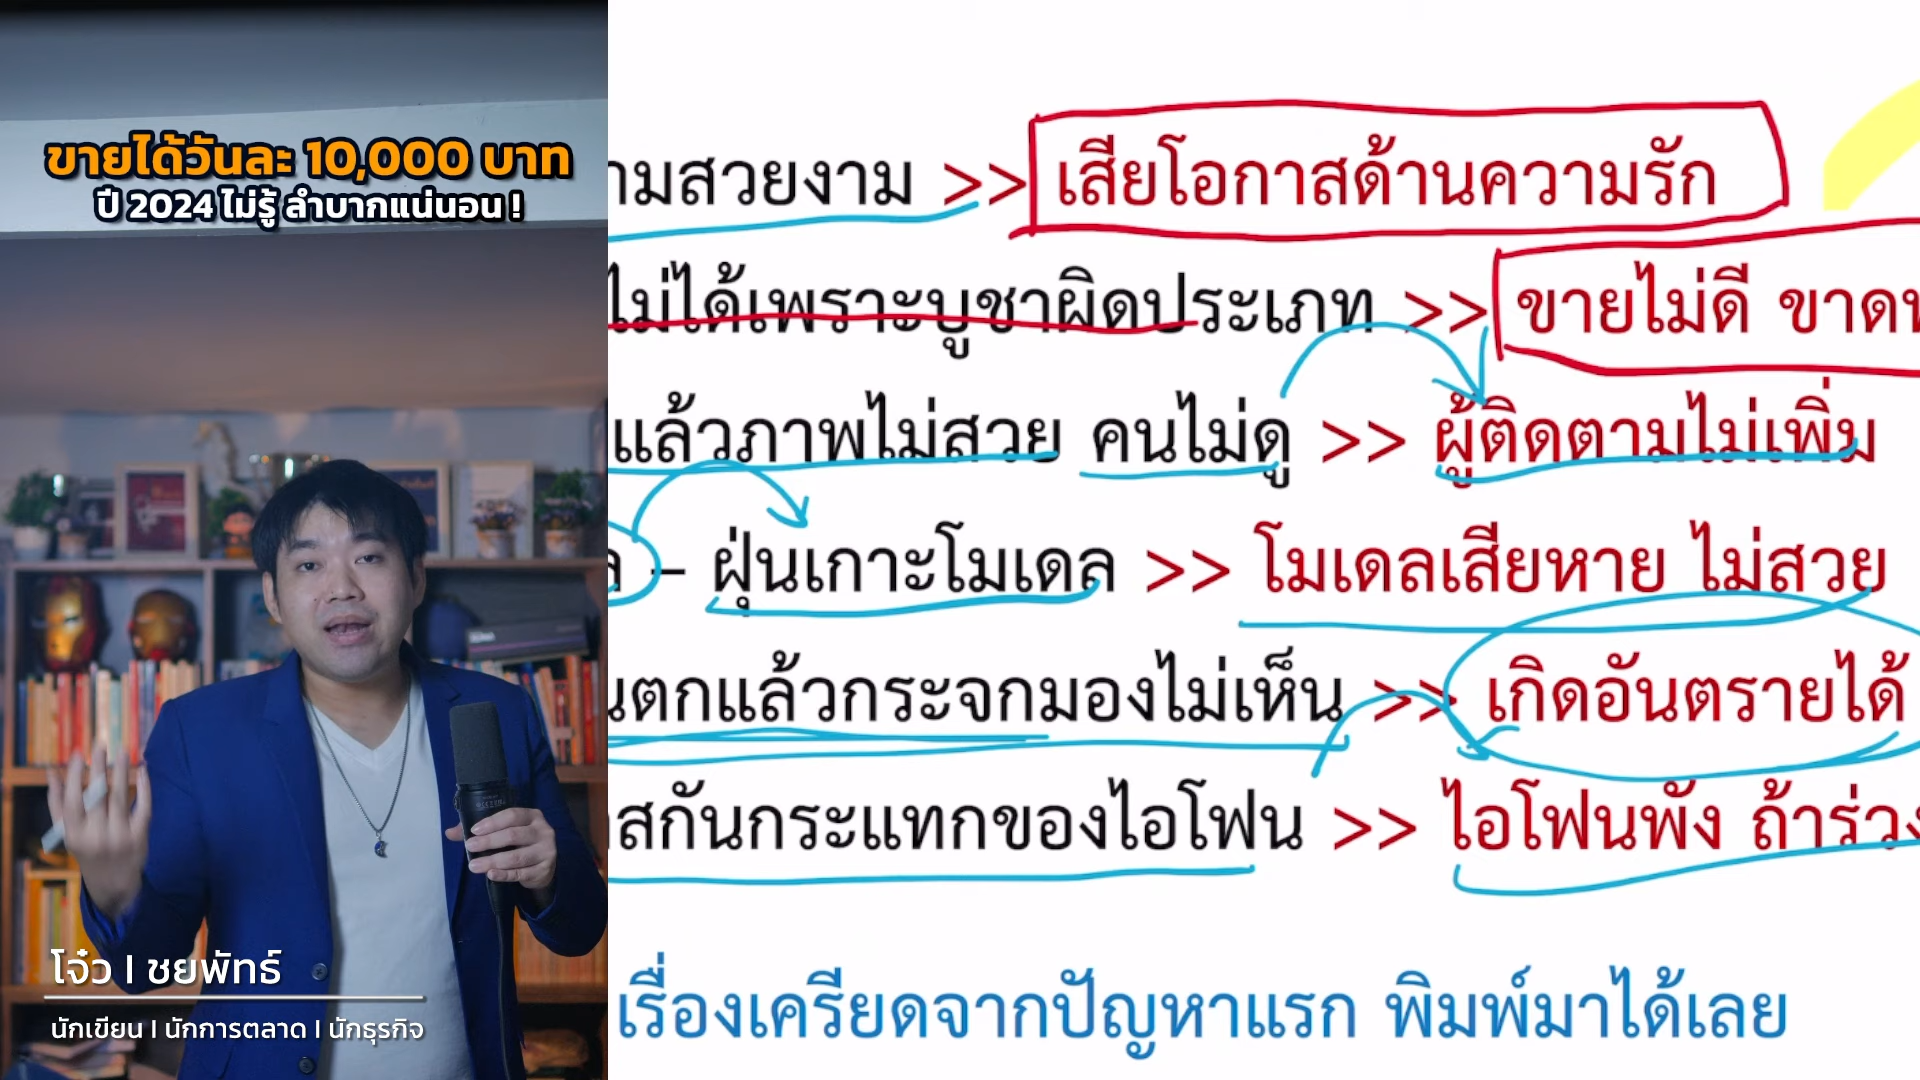 ขายได้วันละ 10,000 บาท
ปี 2024 ไม่รู้ ลำบากแน่นอน !
โจ๋ว I ชยพัทธ์
นักเขียน I นักการตลาด I นักธุรกิจ
ามสวยงาม >> เสียโอกาสด้านความรัก
ไม่ได้เพราะบูชาผิดประเภท >> ขายไม่ดี
แล้วภาพไม่สวย คนไม่ดู >> ผู้ติดตามไม่เพิ่ม
– ฝุ่นเกาะโมเดล >> โมเดลเสียหาย ไม่สวย
นตกแล้วกระจกมองไม่เห็น >> เกิดอันตรายได้
สกันกระแทกของไอโฟน >> ไอโฟนพัง ถ้าร่วง
เรื่องเครียดจากปัญหาแรก พิมพ์มาได้เลย